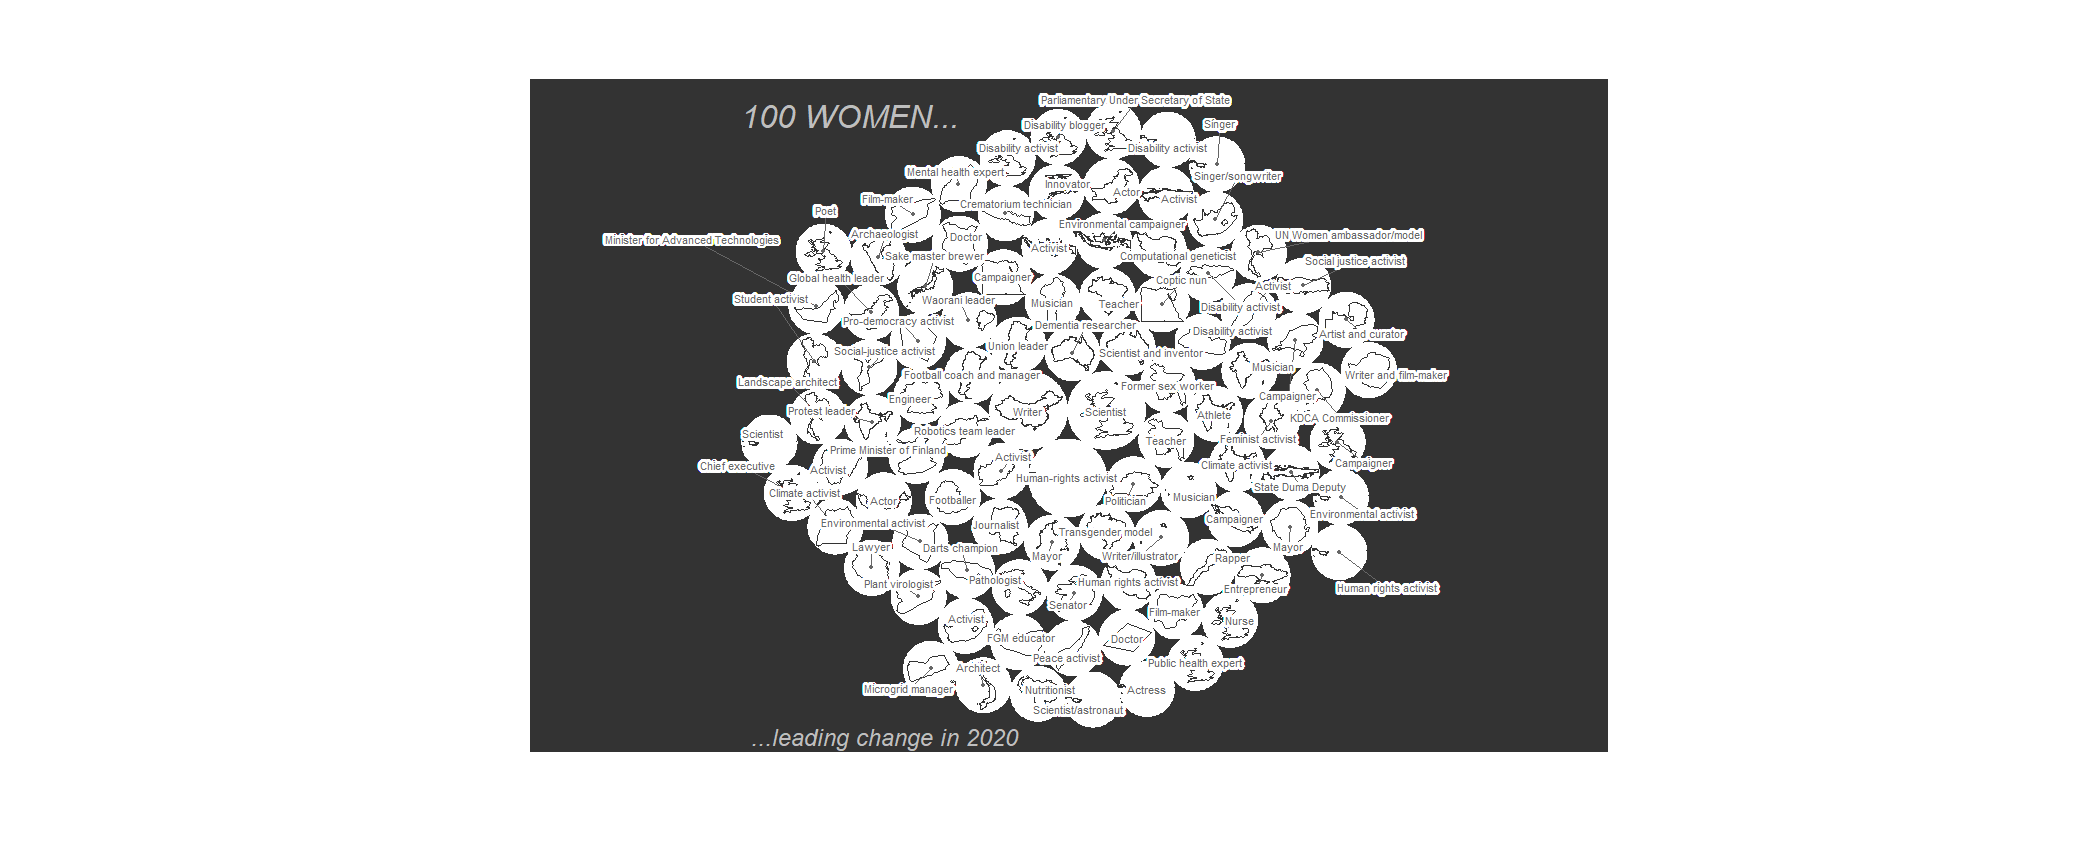 100 WOMEN...
Parliamentary Under Secretary of State
Disability blogger
Singer
Disability activist
Disability activist
Mental health expert
Singer/songwriter
Innovator
Actor
Activist
Film-maker
Crematorium technician
Poet
Environmental campaigner
Archaeologist
Doctor
UN Women ambassador/model
Minister for Advanced Technologies
Activist
Sake master brewer
Computational geneticist
Social justice activist
Global health leader
Campaigner
Coptic nun
Activist
Student activist
Waorani leader
Musician
Teacher
Disability activist
Pro-democracy activist
Dementia researcher
Disability activist
Artist and curator
Social-justice activist
Union leader
Scientist and inventor
Musician
Landscape architect
Football coach and manager
Writer and film-maker
Former sex worker
Engineer
Campaigner
Protest leader
Writer
Scientist
Athlete
KDCA Commissioner
Scientist
Robotics team leader
Teacher
Feminist activist
Prime Minister of Finland
Activist
Chief executive
Activist
Climate activist
Campaigner
Human-rights activist
State Duma Deputy
Climate activist
Actor
Footballer
Politician
Musician
Environmental activist
Environmental activist
Journalist
Campaigner
Transgender model
Lawyer
Darts champion
Mayor
Writer/illustrator
Mayor
Rapper
Plant virologist
Pathologist
Human rights activist
Entrepreneur
Human rights activist
Senator
Film-maker
Activist
Nurse
FGM educator
Doctor
Peace activist
Public health expert
Architect
Microgrid manager
Nutritionist
Actress
Scientist/astronaut
...leading change in 2020